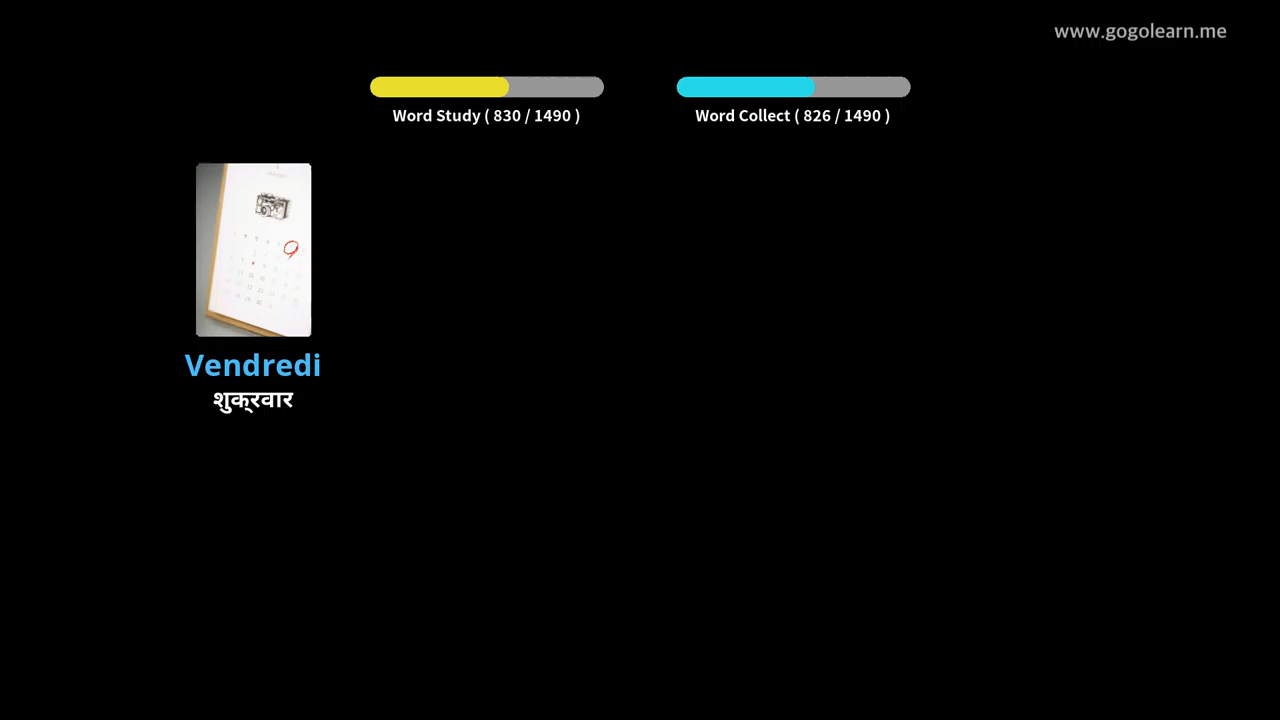 www.gogolearn.me
Word Study ( 830 / 1490 )
Word Collect ( 826 / 1490 )
Vendredi
शुक्रवार